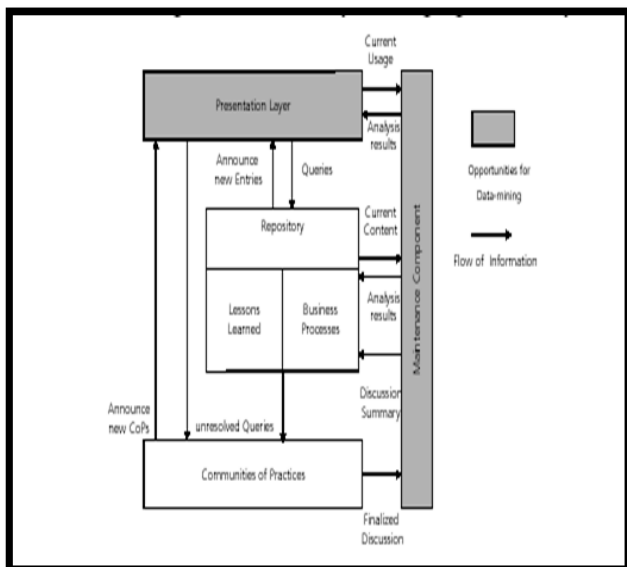 Current
Usage
Presentation Layer
Analysis
results
Announce
new Entries
Queries
Opportunities for
Data-mining
Repository
Current
Content
Flow of Information
Maintenance Component
Lessons
Learned
Business
Processes
Analysis
results
Discussion
Summary
Announce
new CoPs
unresolved Queries
Communities of Practices
Finalized
Discussion